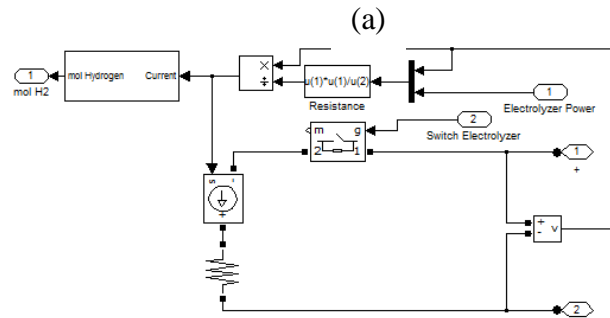 (a)
1
mol H2
mol Hydrogen
Current
×
÷
u(1)*u(1)/u(2)
Resistance
1
Electrolyzer Power
m
g
2
1
2
Switch Electrolyzer
1
+
s
-
+
+
-
v
2